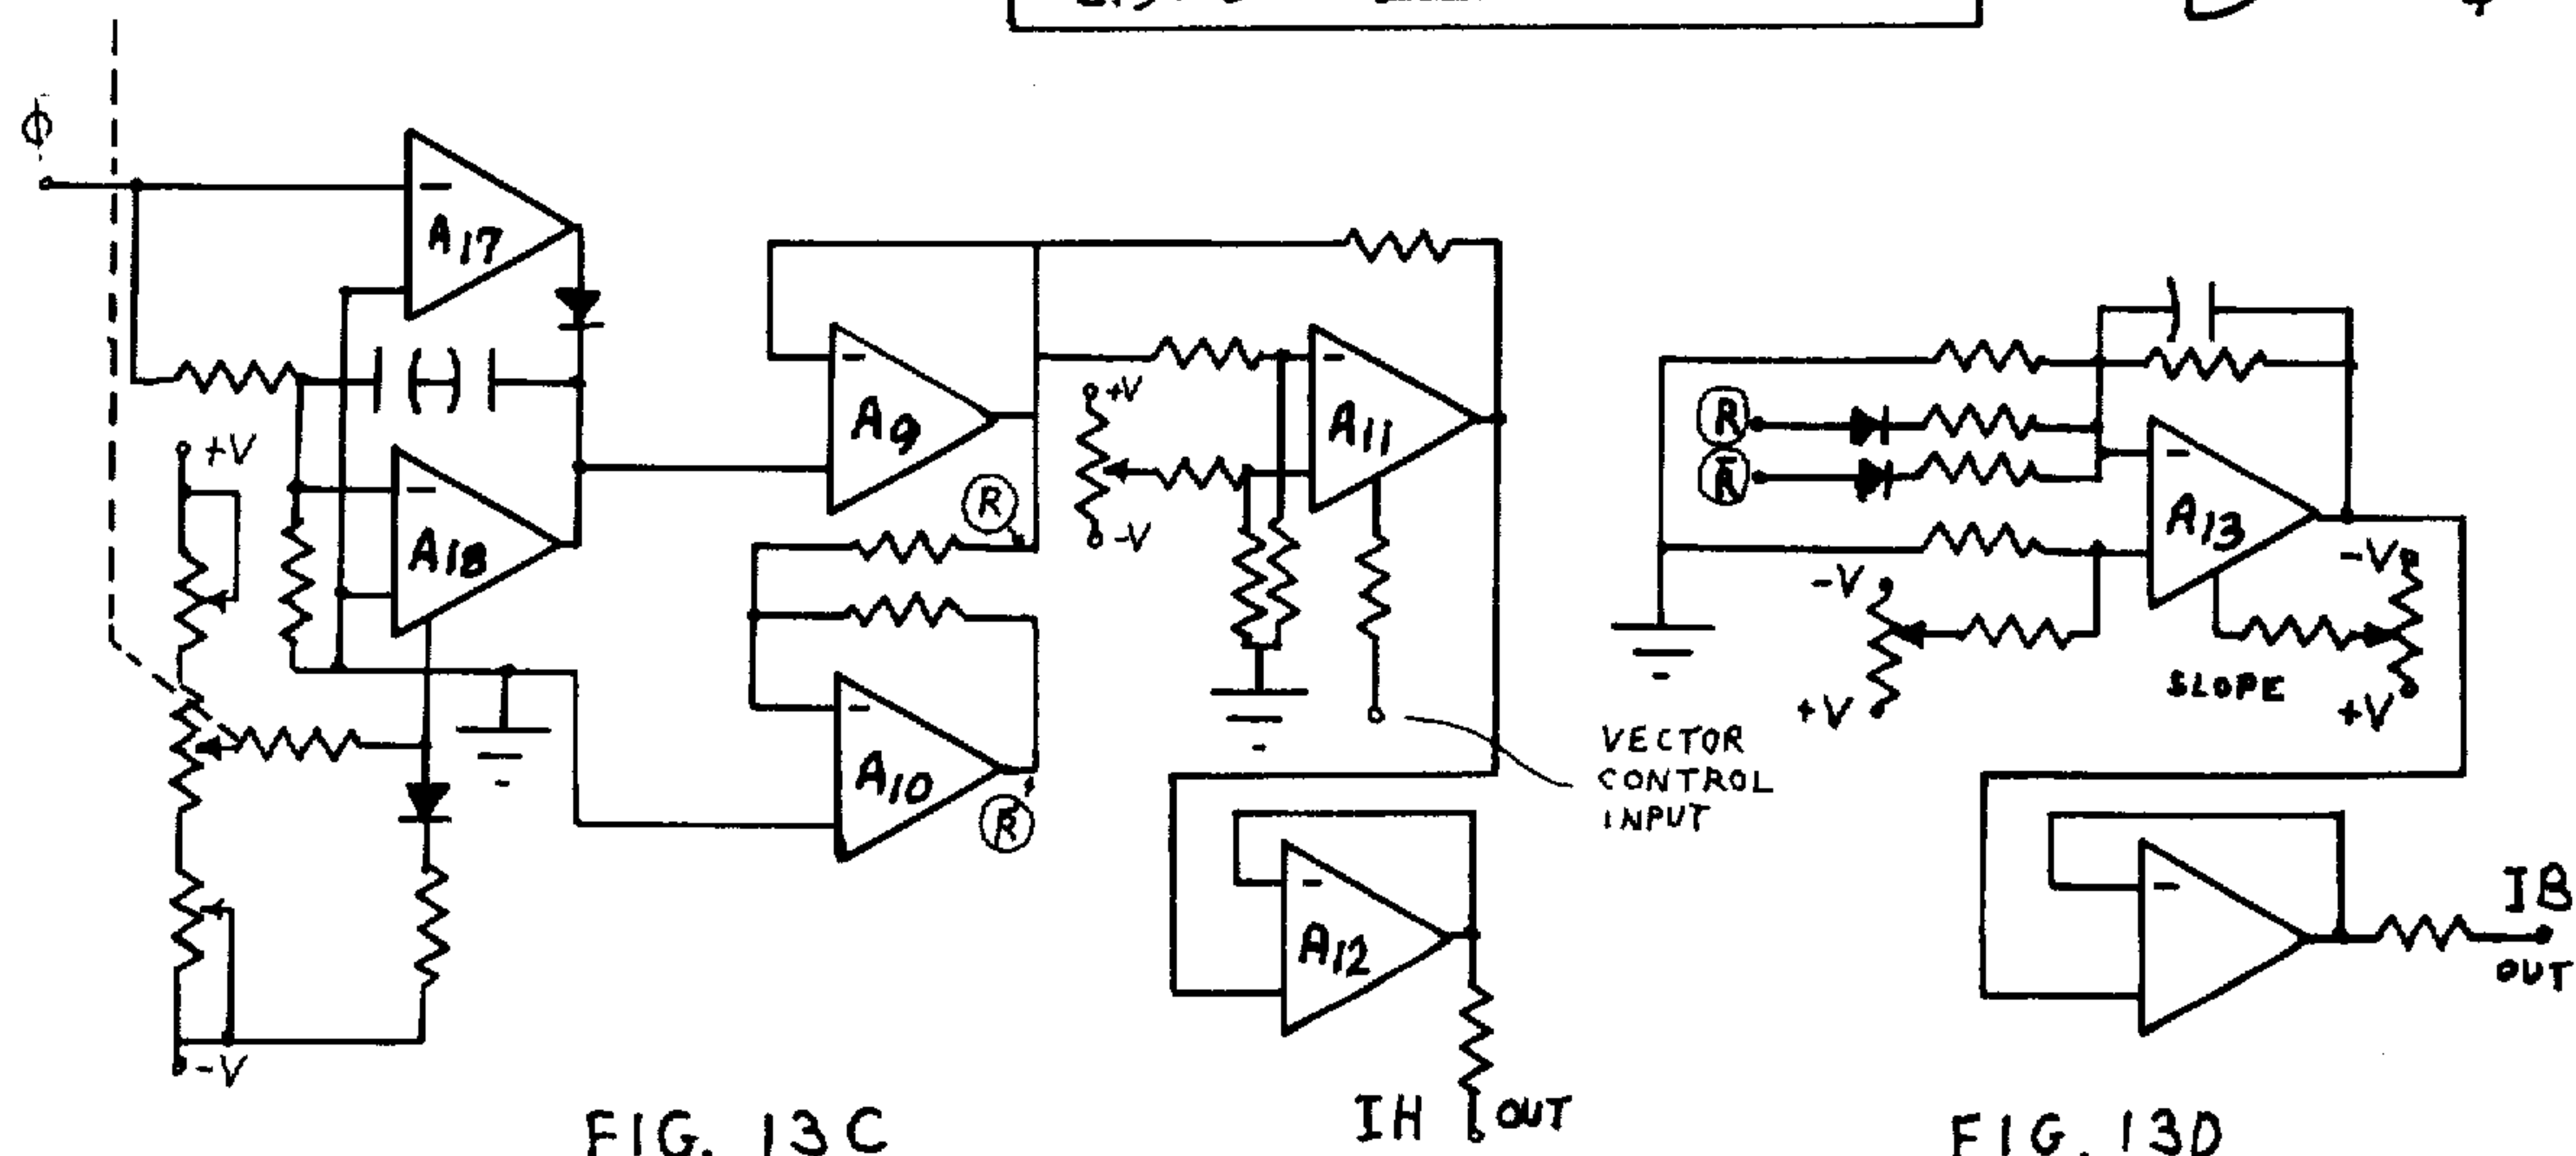 ϕ
A17
A9
A11
+V
-V
R
R̄
A13
+V
A18
R
-V
+V
SLOPE
-V
+V
A10
R̄
VECTOR
CONTROL
INPUT
A12
IB
OUT
-V
IH OUT
FIG. 13C
FIG. 13D